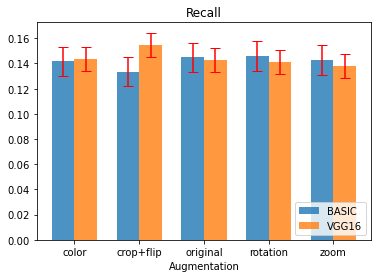 Recall
0.16
0.14
0.12
0.10
0.08
0.06
0.04
0.02
0.00
color crop+flip original rotation zoom
Augmentation
BASIC
VGG16